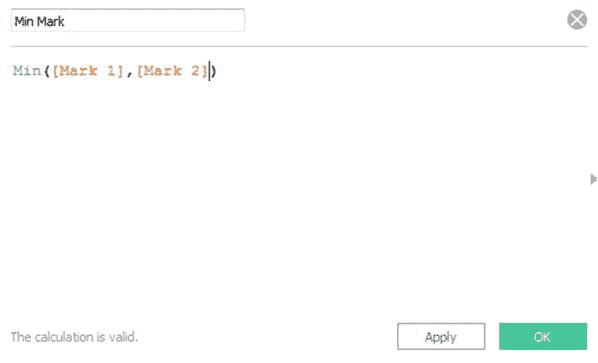 Min Mark
Min([Mark 1],[Mark 2])
The calculation is valid.
Apply
OK